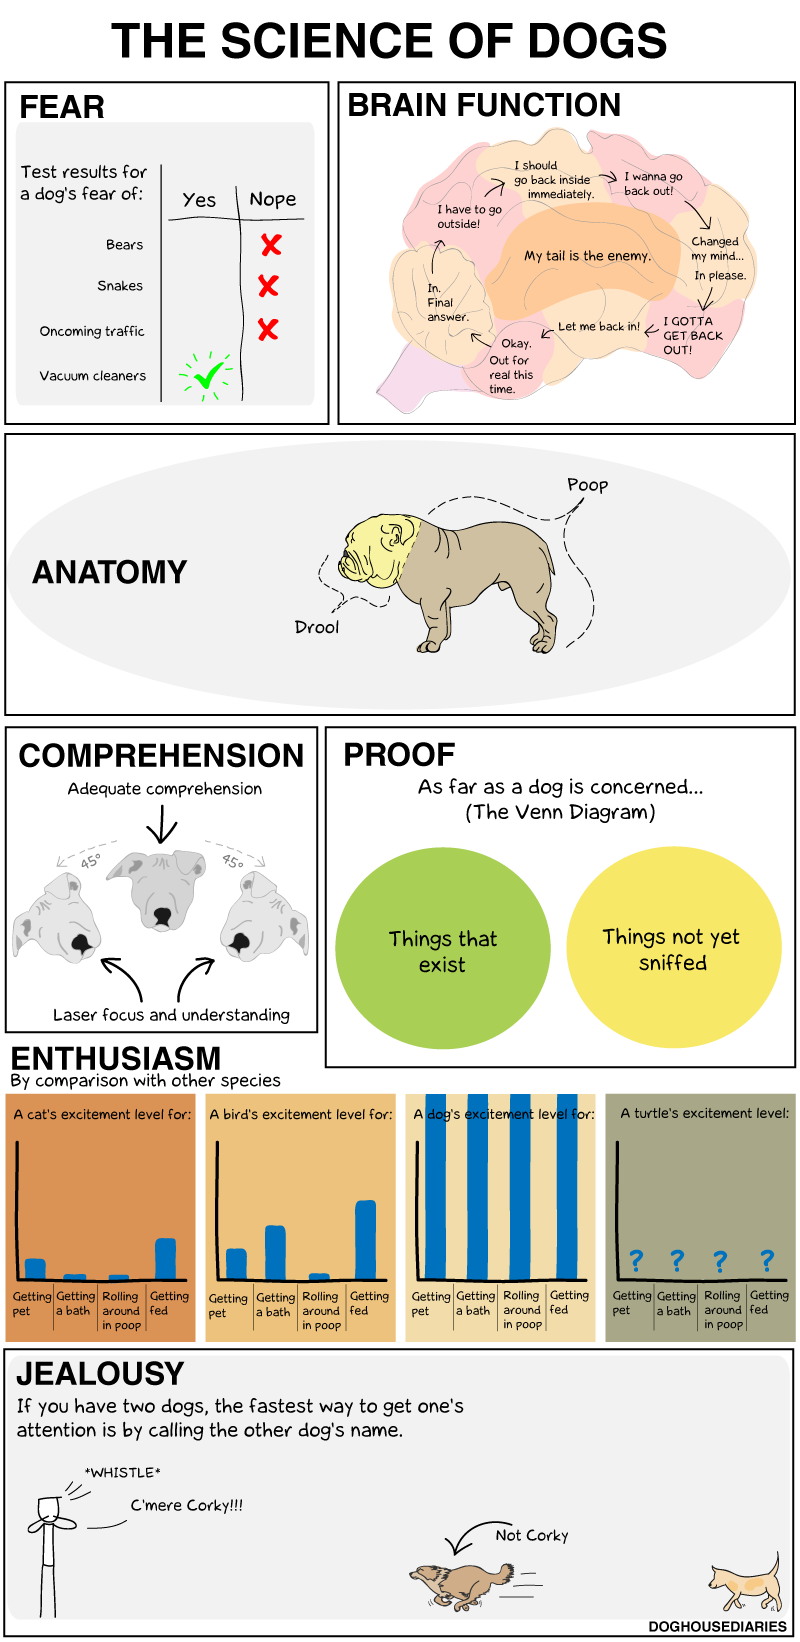 THE SCIENCE OF DOGS
FEAR
Test results for
a dog's fear of:
Yes
Nope
Bears
Snakes
Oncoming traffic
Vacuum cleaners
BRAIN FUNCTION
I should
go back inside
immediately.
I wanna go
back out!
Changed
my mind...
In please.
I GOTTA
GET BACK
OUT!
Let me back in!
Okay.
Out for
real this
time.
In.
Final
answer.
I have to go
outside!
My tail is the enemy.
ANATOMY
Poop
Drool
COMPREHENSION
Adequate comprehension
45°
45°
Laser focus and understanding
PROOF
As far as a dog is concerned...
(The Venn Diagram)
Things that
exist
Things not yet
sniffed
ENTHUSIASM
By comparison with other species
A cat's excitement level for:
Getting
pet
Getting
a bath
Rolling
around
in poop
Getting
fed
A bird's excitement level for:
Getting
pet
Getting
a bath
Rolling
around
in poop
Getting
fed
A dog's excitement level for:
Getting
pet
Getting
a bath
Rolling
around
in poop
Getting
fed
A turtle's excitement level:
?
?
?
?
Getting
pet
Getting
a bath
Rolling
around
in poop
Getting
fed
JEALOUSY
If you have two dogs, the fastest way to get one's
attention is by calling the other dog's name.
*WHISTLE*
C'mere Corky!!!
Not Corky
DOGHOUSEDIARIES